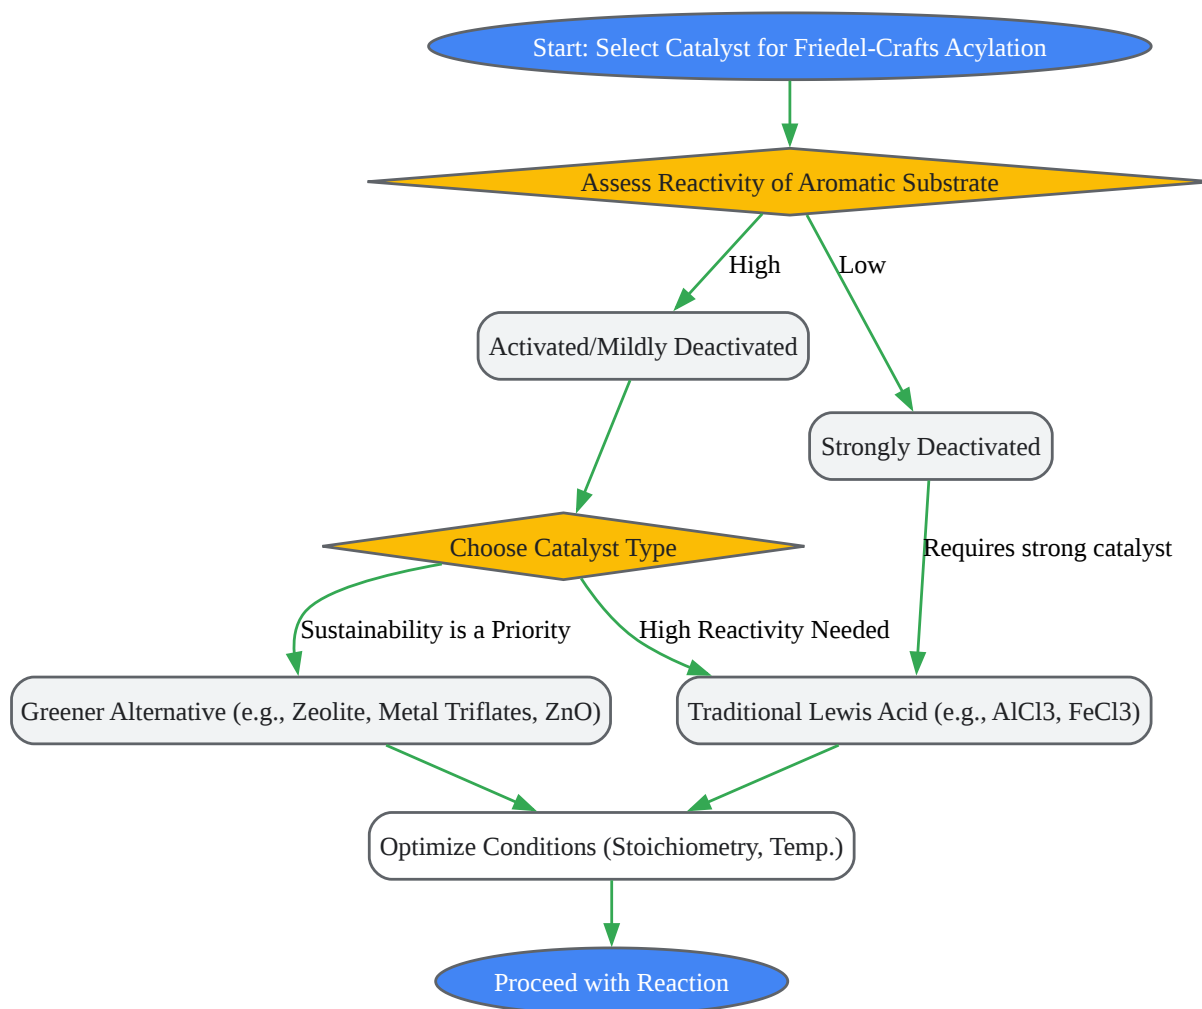 Start: Select Catalyst for Friedel-Crafts Acylation
Assess Reactivity of Aromatic Substrate
High
Low
Activated/Mildly Deactivated
Strongly Deactivated
Choose Catalyst Type
Requires strong catalyst
Sustainability is a Priority
High Reactivity Needed
Greener Alternative (e.g., Zeolite, Metal Triflates, ZnO)
Traditional Lewis Acid (e.g., AlCl3, FeCl3)
Optimize Conditions (Stoichiometry, Temp.)
Proceed with Reaction